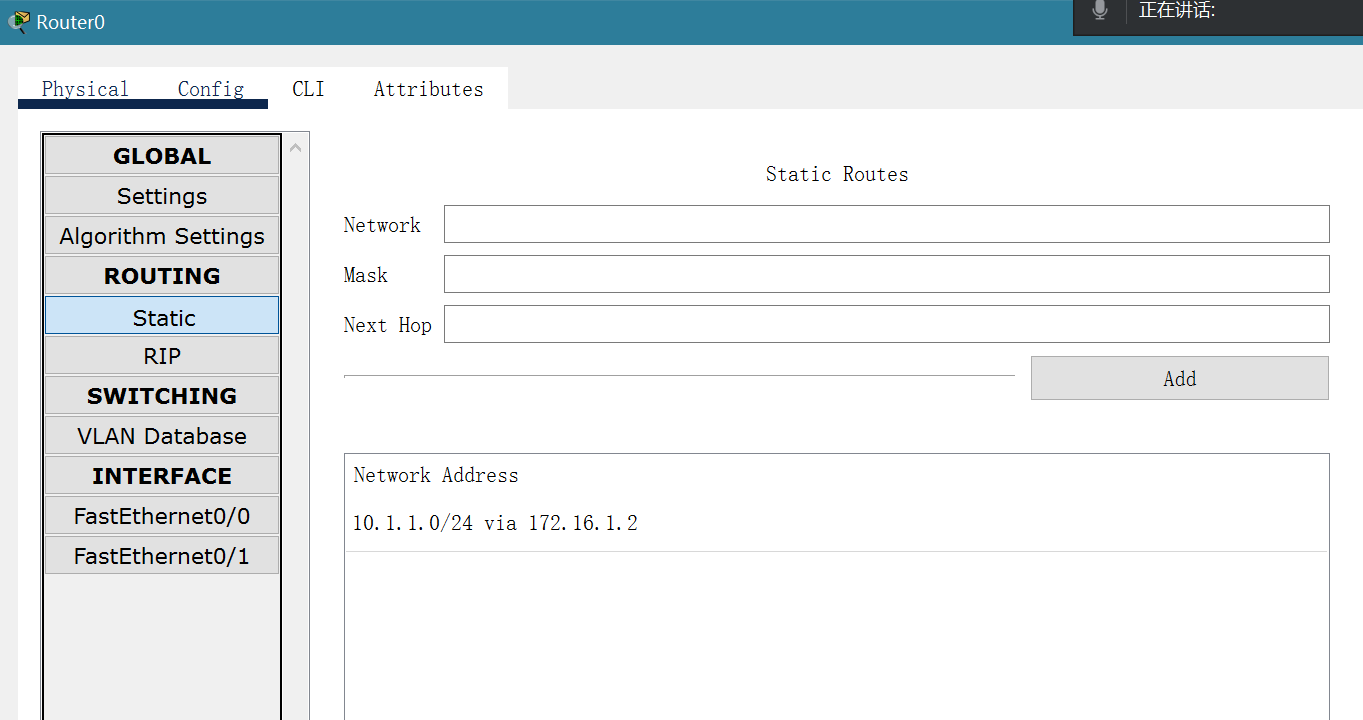 Router0
正在讲话:
Physical Config CLI Attributes
GLOBAL
Settings
Algorithm Settings
ROUTING
Static
RIP
SWITCHING
VLAN Database
INTERFACE
FastEthernet0/0
FastEthernet0/1
Static Routes
Network
Mask
Next Hop
Add
Network Address
10.1.1.0/24 via 172.16.1.2